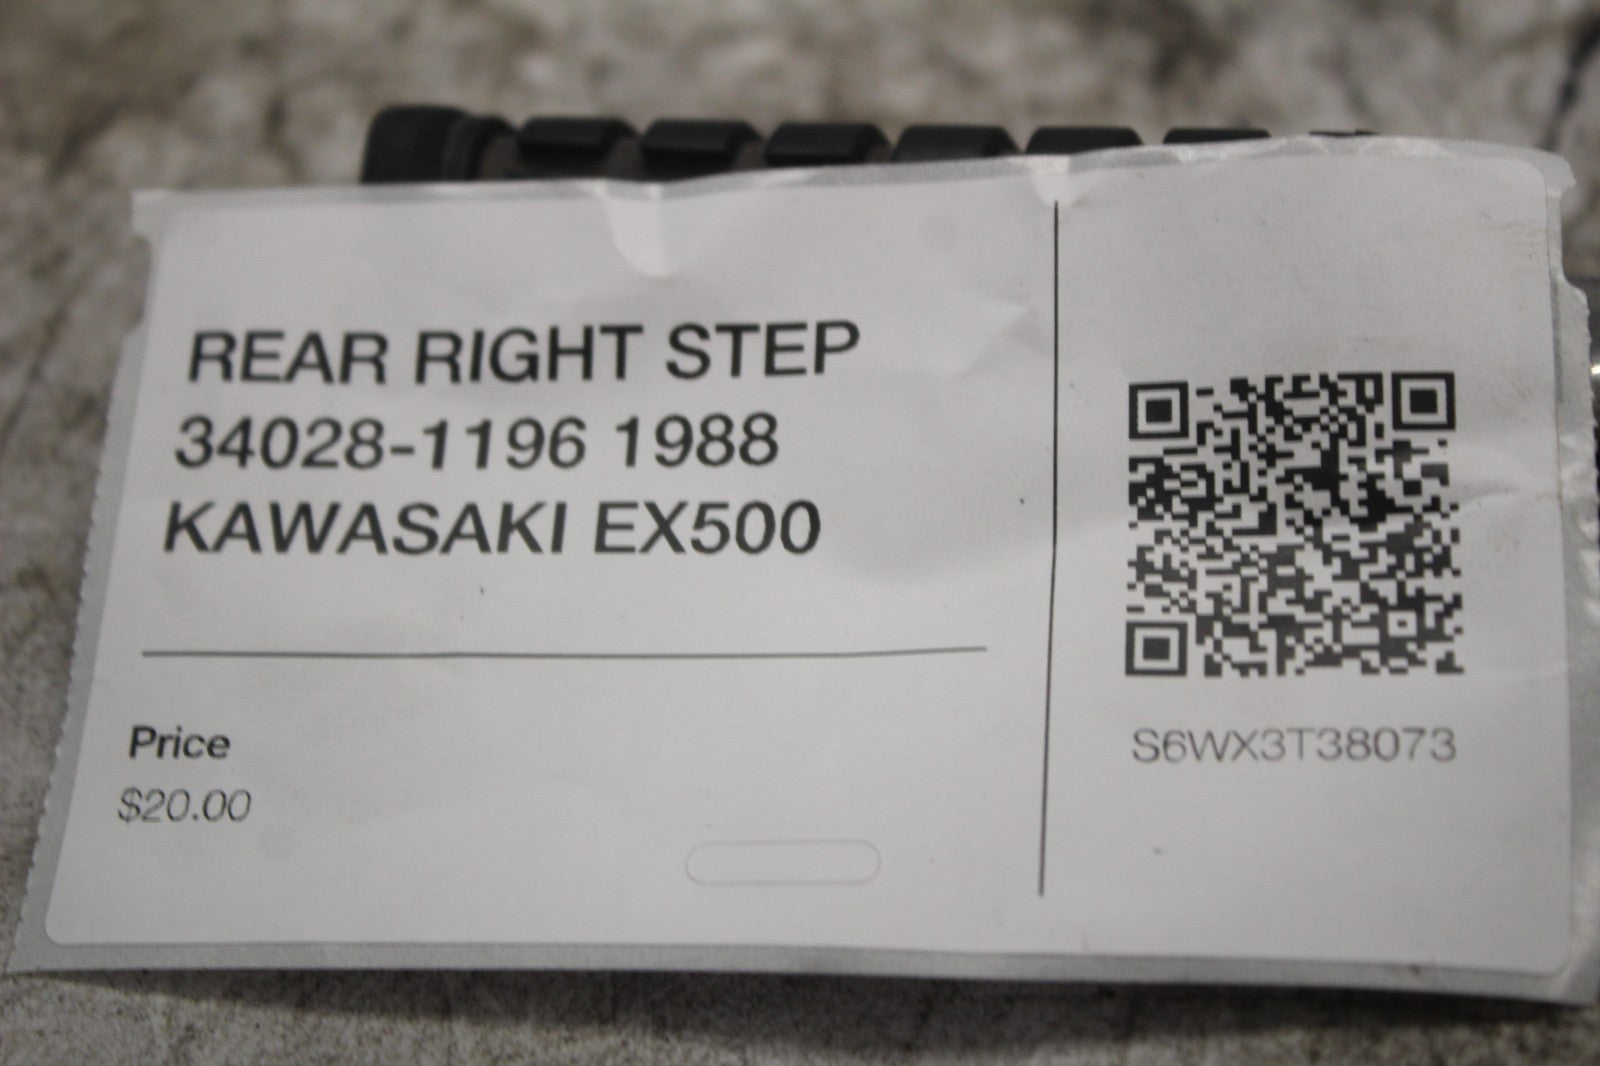 REAR RIGHT STEP
34028-1196 1988
KAWASAKI EX500
Price
$20.00
S6WX3T38073